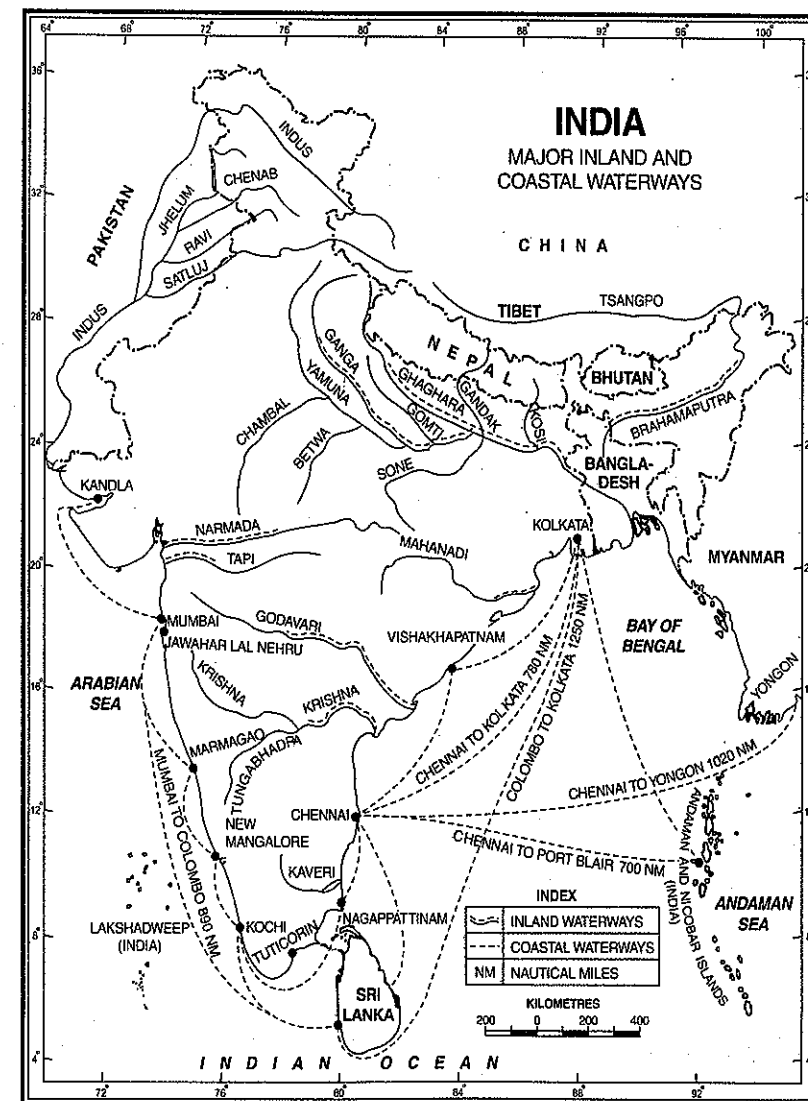 64° 68° 72° 76° 80° 84° 88° 92° 96° 100°
36°
32°
28°
24°
20°
16°
12°
8°
4°
INDIA
MAJOR INLAND AND
COASTAL WATERWAYS
INDUS
CHENAB
JHELUM
PAKISTAN
RAVI
SATLUJ
INDUS
CHINA
TIBET
TSANGPO
NEPAL
BHUTAN
GANGA
YAMUNA
GHAGHARA
GOMTI
GANDAK
KOSI
BRAHAMAPUTRA
CHAMBAL
BETWA
SONE
BANGLA-
DESH
KANDLA
NARMADA
TAPI
MAHANADI
KOLKATA
MYANMAR
MUMBAI
JAWAHAR LAL NEHRU
GODAVARI
VISHAKHAPATNAM
BAY OF
BENGAL
ARABIAN
SEA
KRISHNA
KRISHNA
TUNGABHADPA
MARMAGAO
CHENNAI TO KOLKATA 780 NM
COLOMBO TO KOLKATA 1250 NM
YONGON
CHENNAI TO YONGON 1020 NM
MUMBAI TO COLOMBO 890 NM.
NEW
MANGALORE
CHENNAI
CHENNAI TO PORT BLAIR 700 NM
ANDAMAN AND NICOBAR ISLANDS
(INDIA)
KAVERI
LAKSHADWEEP
(INDIA)
KOCHI
TUTICORIN
NAGAPPATTINAM
ANDAMAN
SEA
SRI
LANKA
INDEX
INLAND WATERWAYS
COASTAL WATERWAYS
NM NAUTICAL MILES
KILOMETRES
200 0 200 400
INDIAN OCEAN
72° 76° 80° 84° 88° 92°